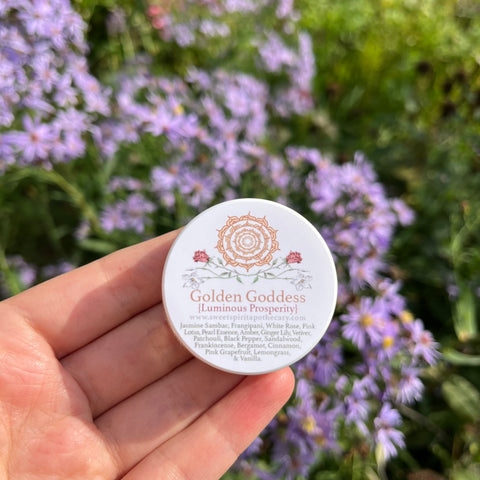 Golden Goddess
{Luminous Prosperity}
www.sweetspiritapothecary.com
Jasmine Sambac, Frangipani, White Rose, Pink
Lotus, Pearl Essence, Amber, Ginger Lily, Vetiver,
Patchouli, Black Pepper, Sandalwood,
Frankincense, Bergamot, Cinnamon,
Pink Grapefruit, Lemongrass,
& Vanilla.